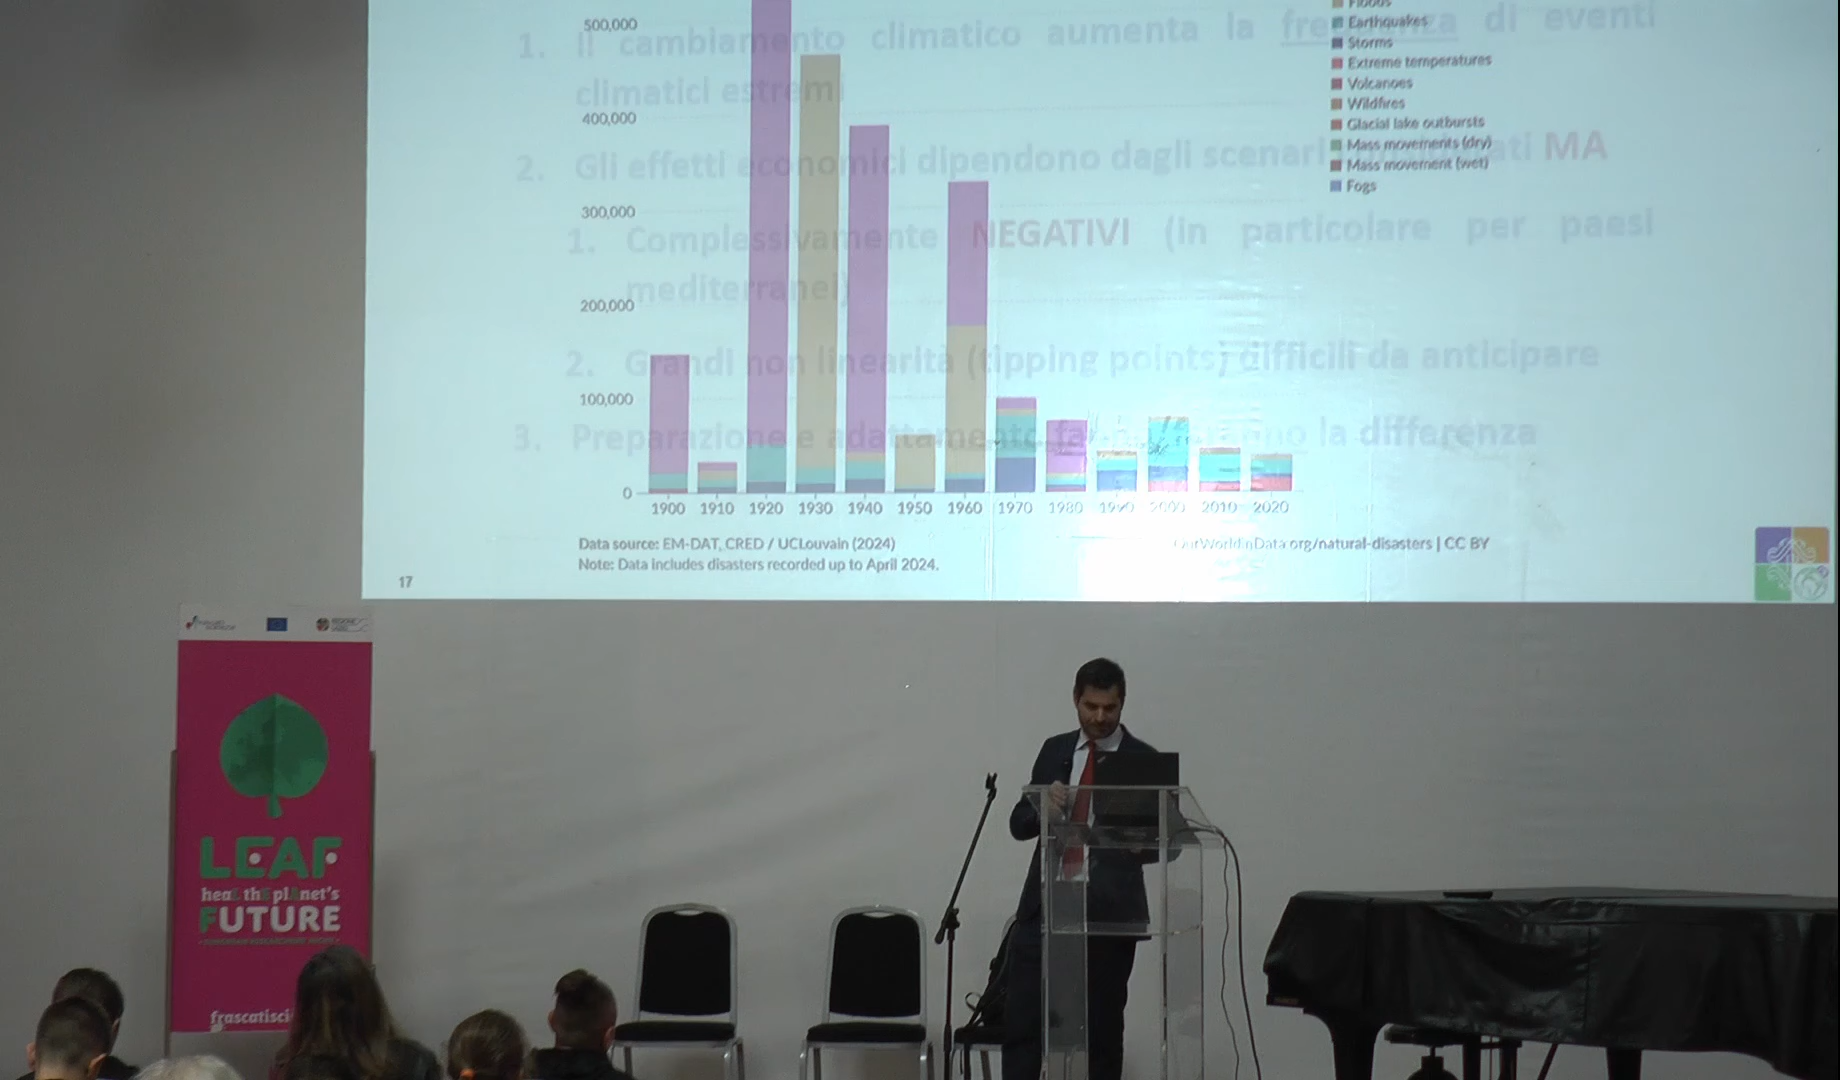 500,000
400,000
300,000
200,000
100,000
0
1900 1910 1920 1930 1940 1950 1960 1970 1980 1990 2000 2010 2020
Floods
Earthquakes
Storms
Extreme temperatures
Volcanoes
Wildfires
Glacial lake outbursts
Mass movements (dry)
Mass movement (wet)
Fogs
1. Il cambiamento climatico aumenta la frequenza di eventi
climatici estremi
2. Gli effetti economici dipendono dagli scenari MA
1. Complessivamente NEGATIVI (in particolare per paesi
mediterranei)
2. Grandi non linearità (tipping points) difficili da anticipare
3. Preparazione e adattamento la differenza
Data source: EM-DAT, CRED / UCLouvain (2024)
OurWorldinData.org/natural-disasters | CC BY
Note: Data includes disasters recorded up to April 2024.
17
LEAF
heal the planet's
FUTURE
frascatisci